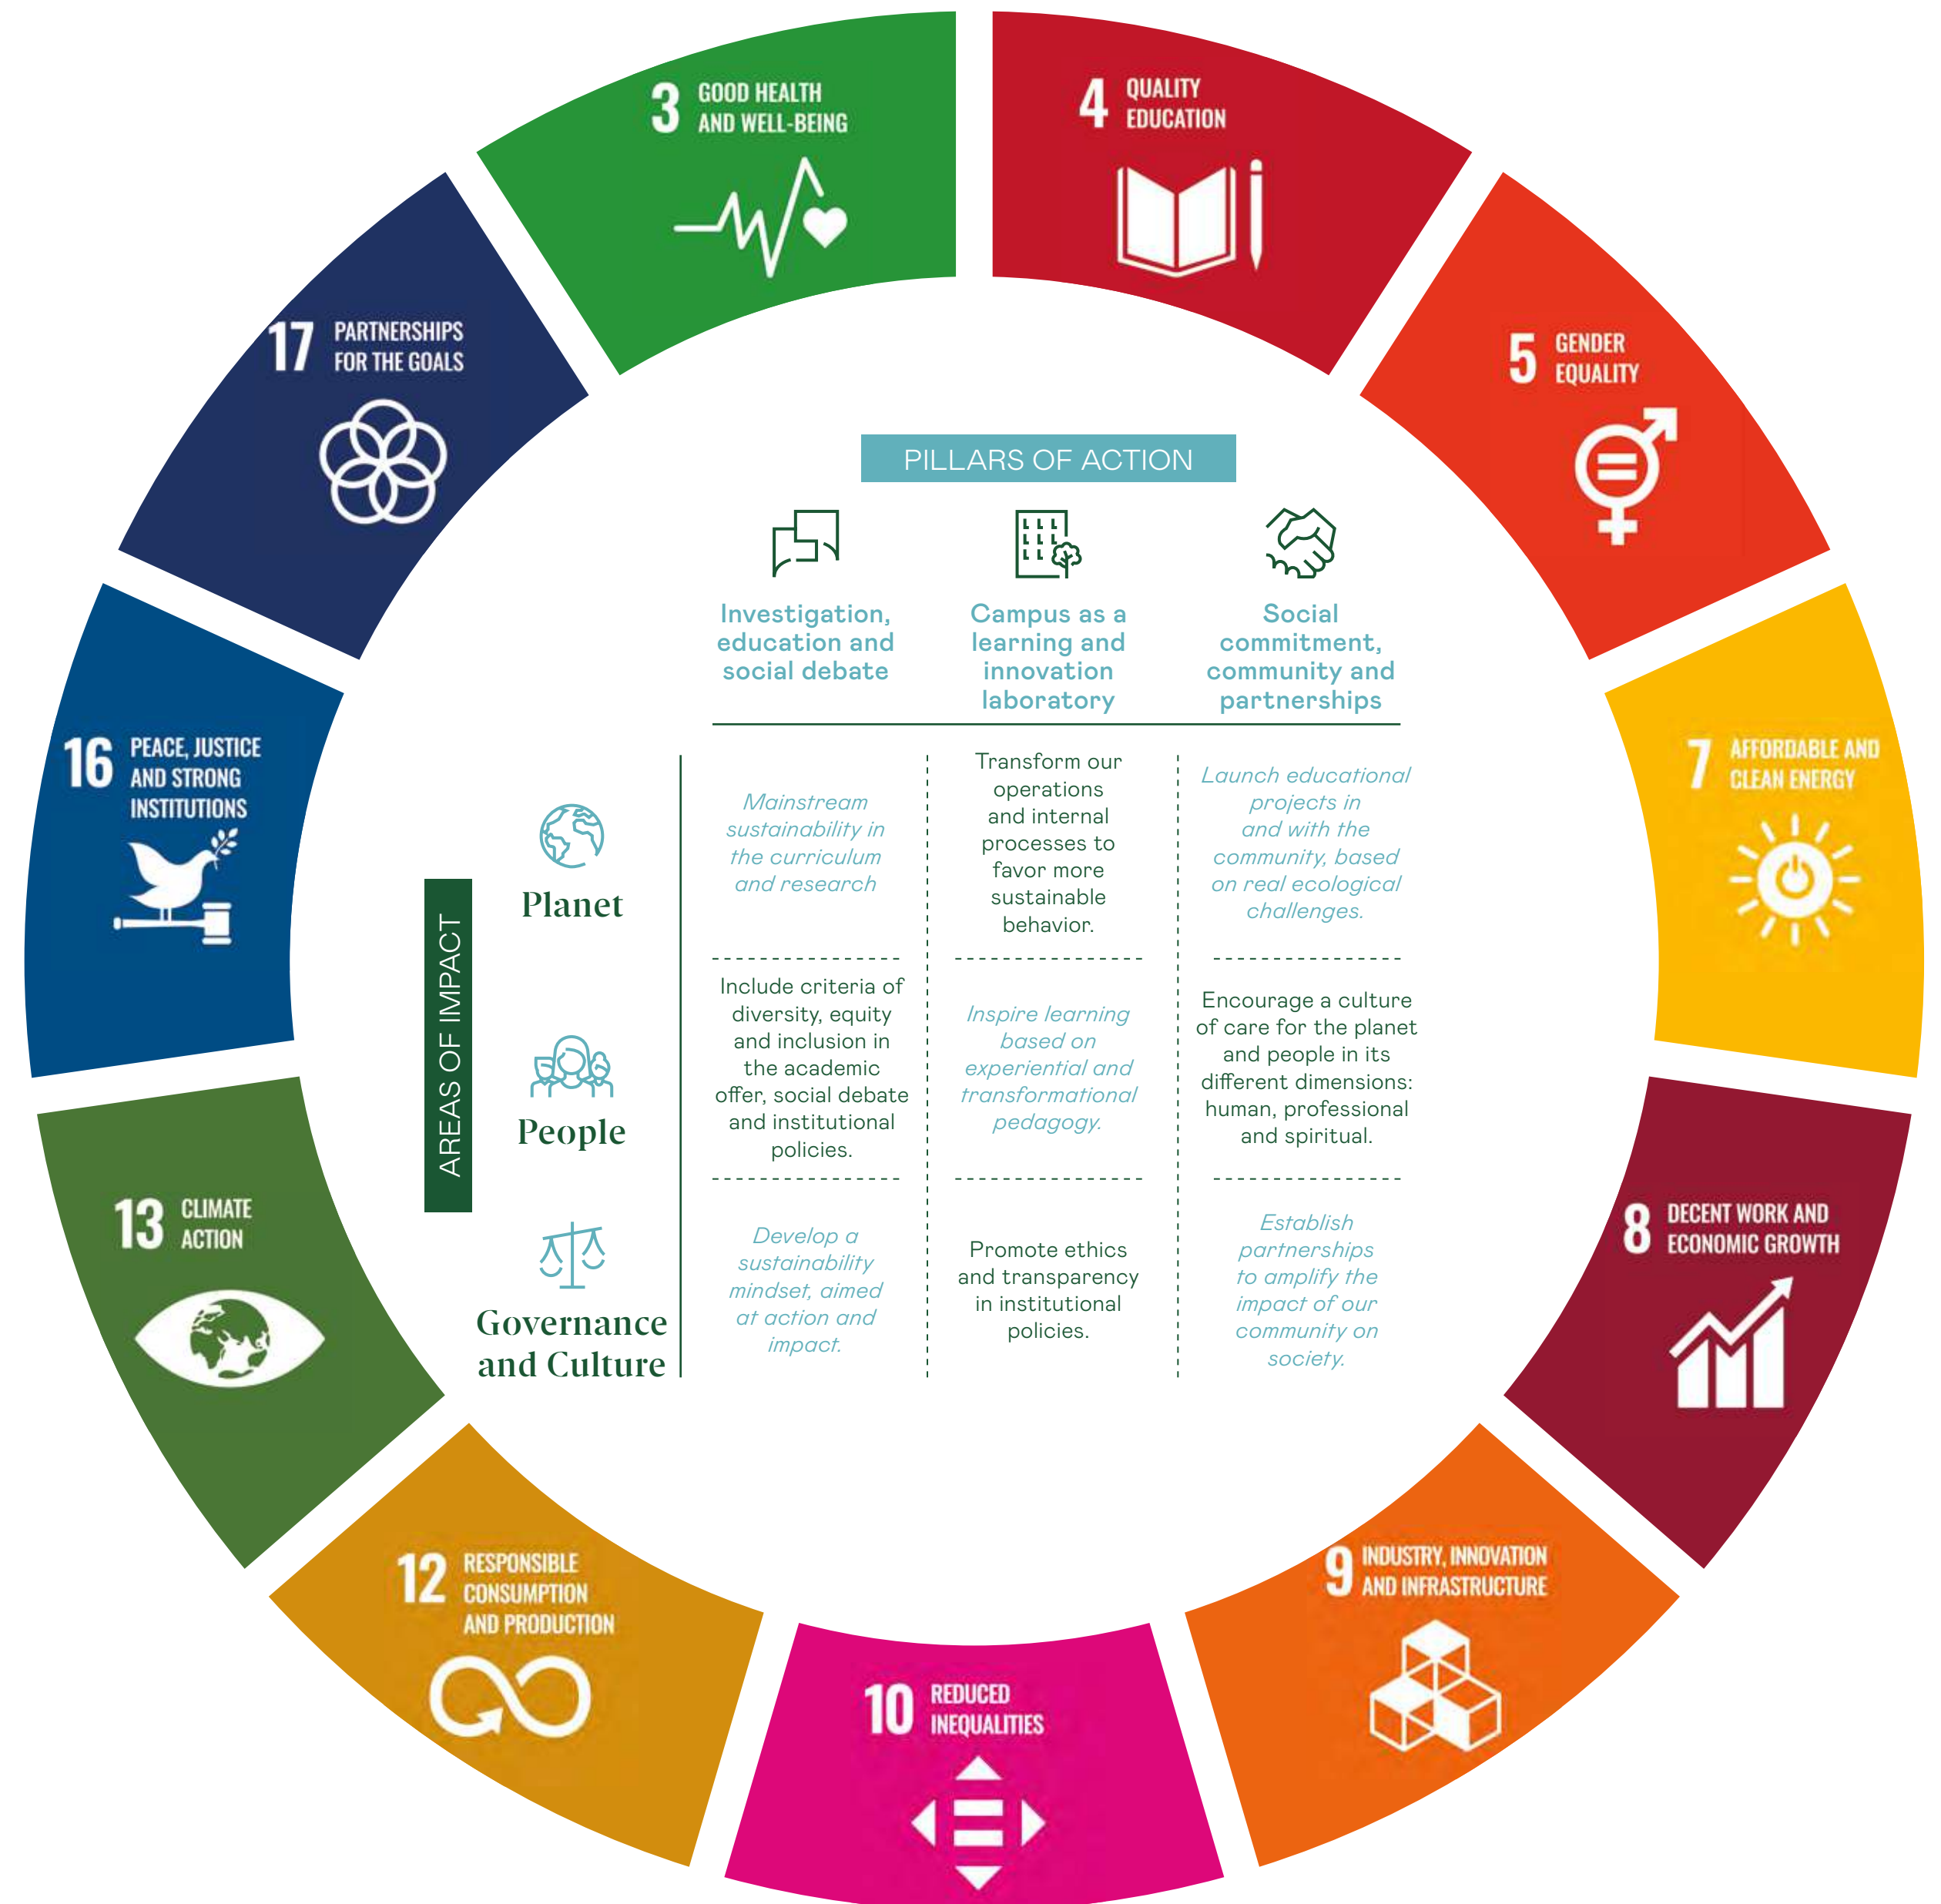 3 GOOD HEALTH
AND WELL-BEING
4 QUALITY
EDUCATION
5 GENDER
EQUALITY
7 AFFORDABLE AND
CLEAN ENERGY
8 DECENT WORK AND
ECONOMIC GROWTH
9 INDUSTRY, INNOVATION
AND INFRASTRUCTURE
10 REDUCED
INEQUALITIES
12 RESPONSIBLE
CONSUMPTION
AND PRODUCTION
13 CLIMATE
ACTION
16 PEACE, JUSTICE
AND STRONG
INSTITUTIONS
17 PARTNERSHIPS
FOR THE GOALS
PILLARS OF ACTION
Investigation,
education and
social debate
Campus as a
learning and
innovation
laboratory
Social
commitment,
community and
partnerships
AREAS OF IMPACT
Planet
Mainstream
sustainability in
the curriculum
and research
Transform our
operations
and internal
processes to
favor more
sustainable
behavior.
Launch educational
projects in
and with the
community, based
on real ecological
challenges.
People
Include criteria of
diversity, equity
and inclusion in
the academic
offer, social debate
and institutional
policies.
Inspire learning
based on
experiential and
transformational
pedagogy.
Encourage a culture
of care for the planet
and people in its
different dimensions:
human, professional
and spiritual.
Governance
and Culture
Develop a
sustainability
mindset, aimed
at action and
impact.
Promote ethics
and transparency
in institutional
policies.
Establish
partnerships
to amplify the
impact of our
community on
society.